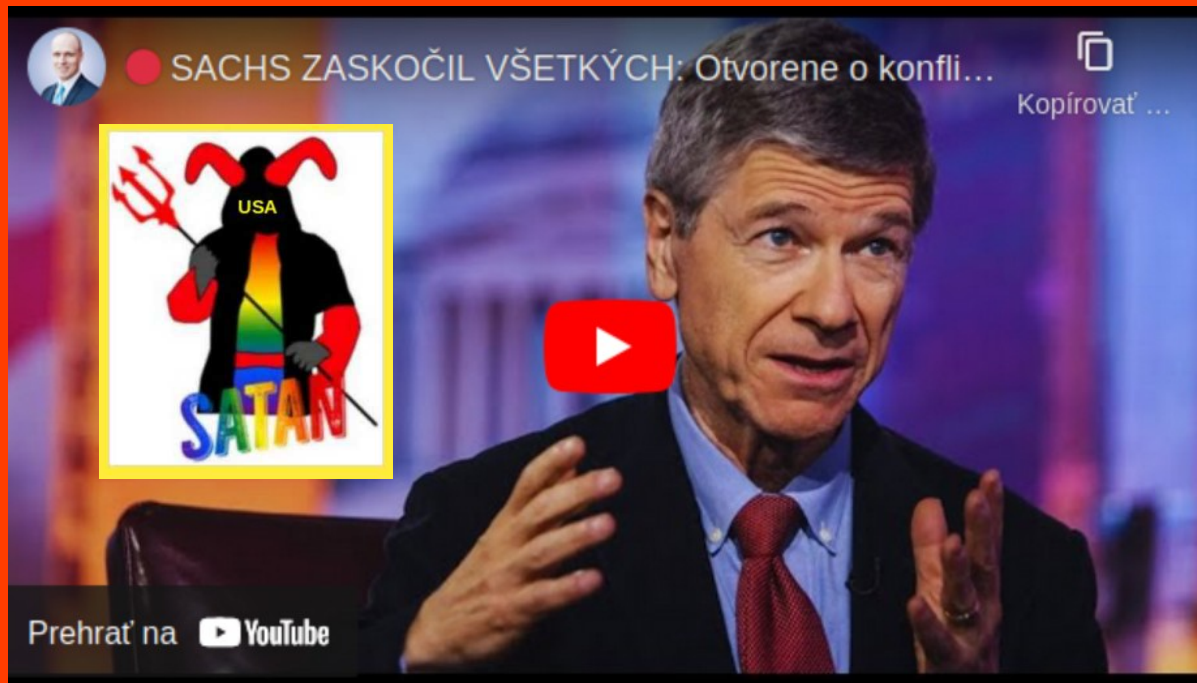 SACHS ZASKOČIL VŠETKÝCH: Otvorene o konfli...
Kopírovať ...
USA
SATAN
Prehrať na YouTube